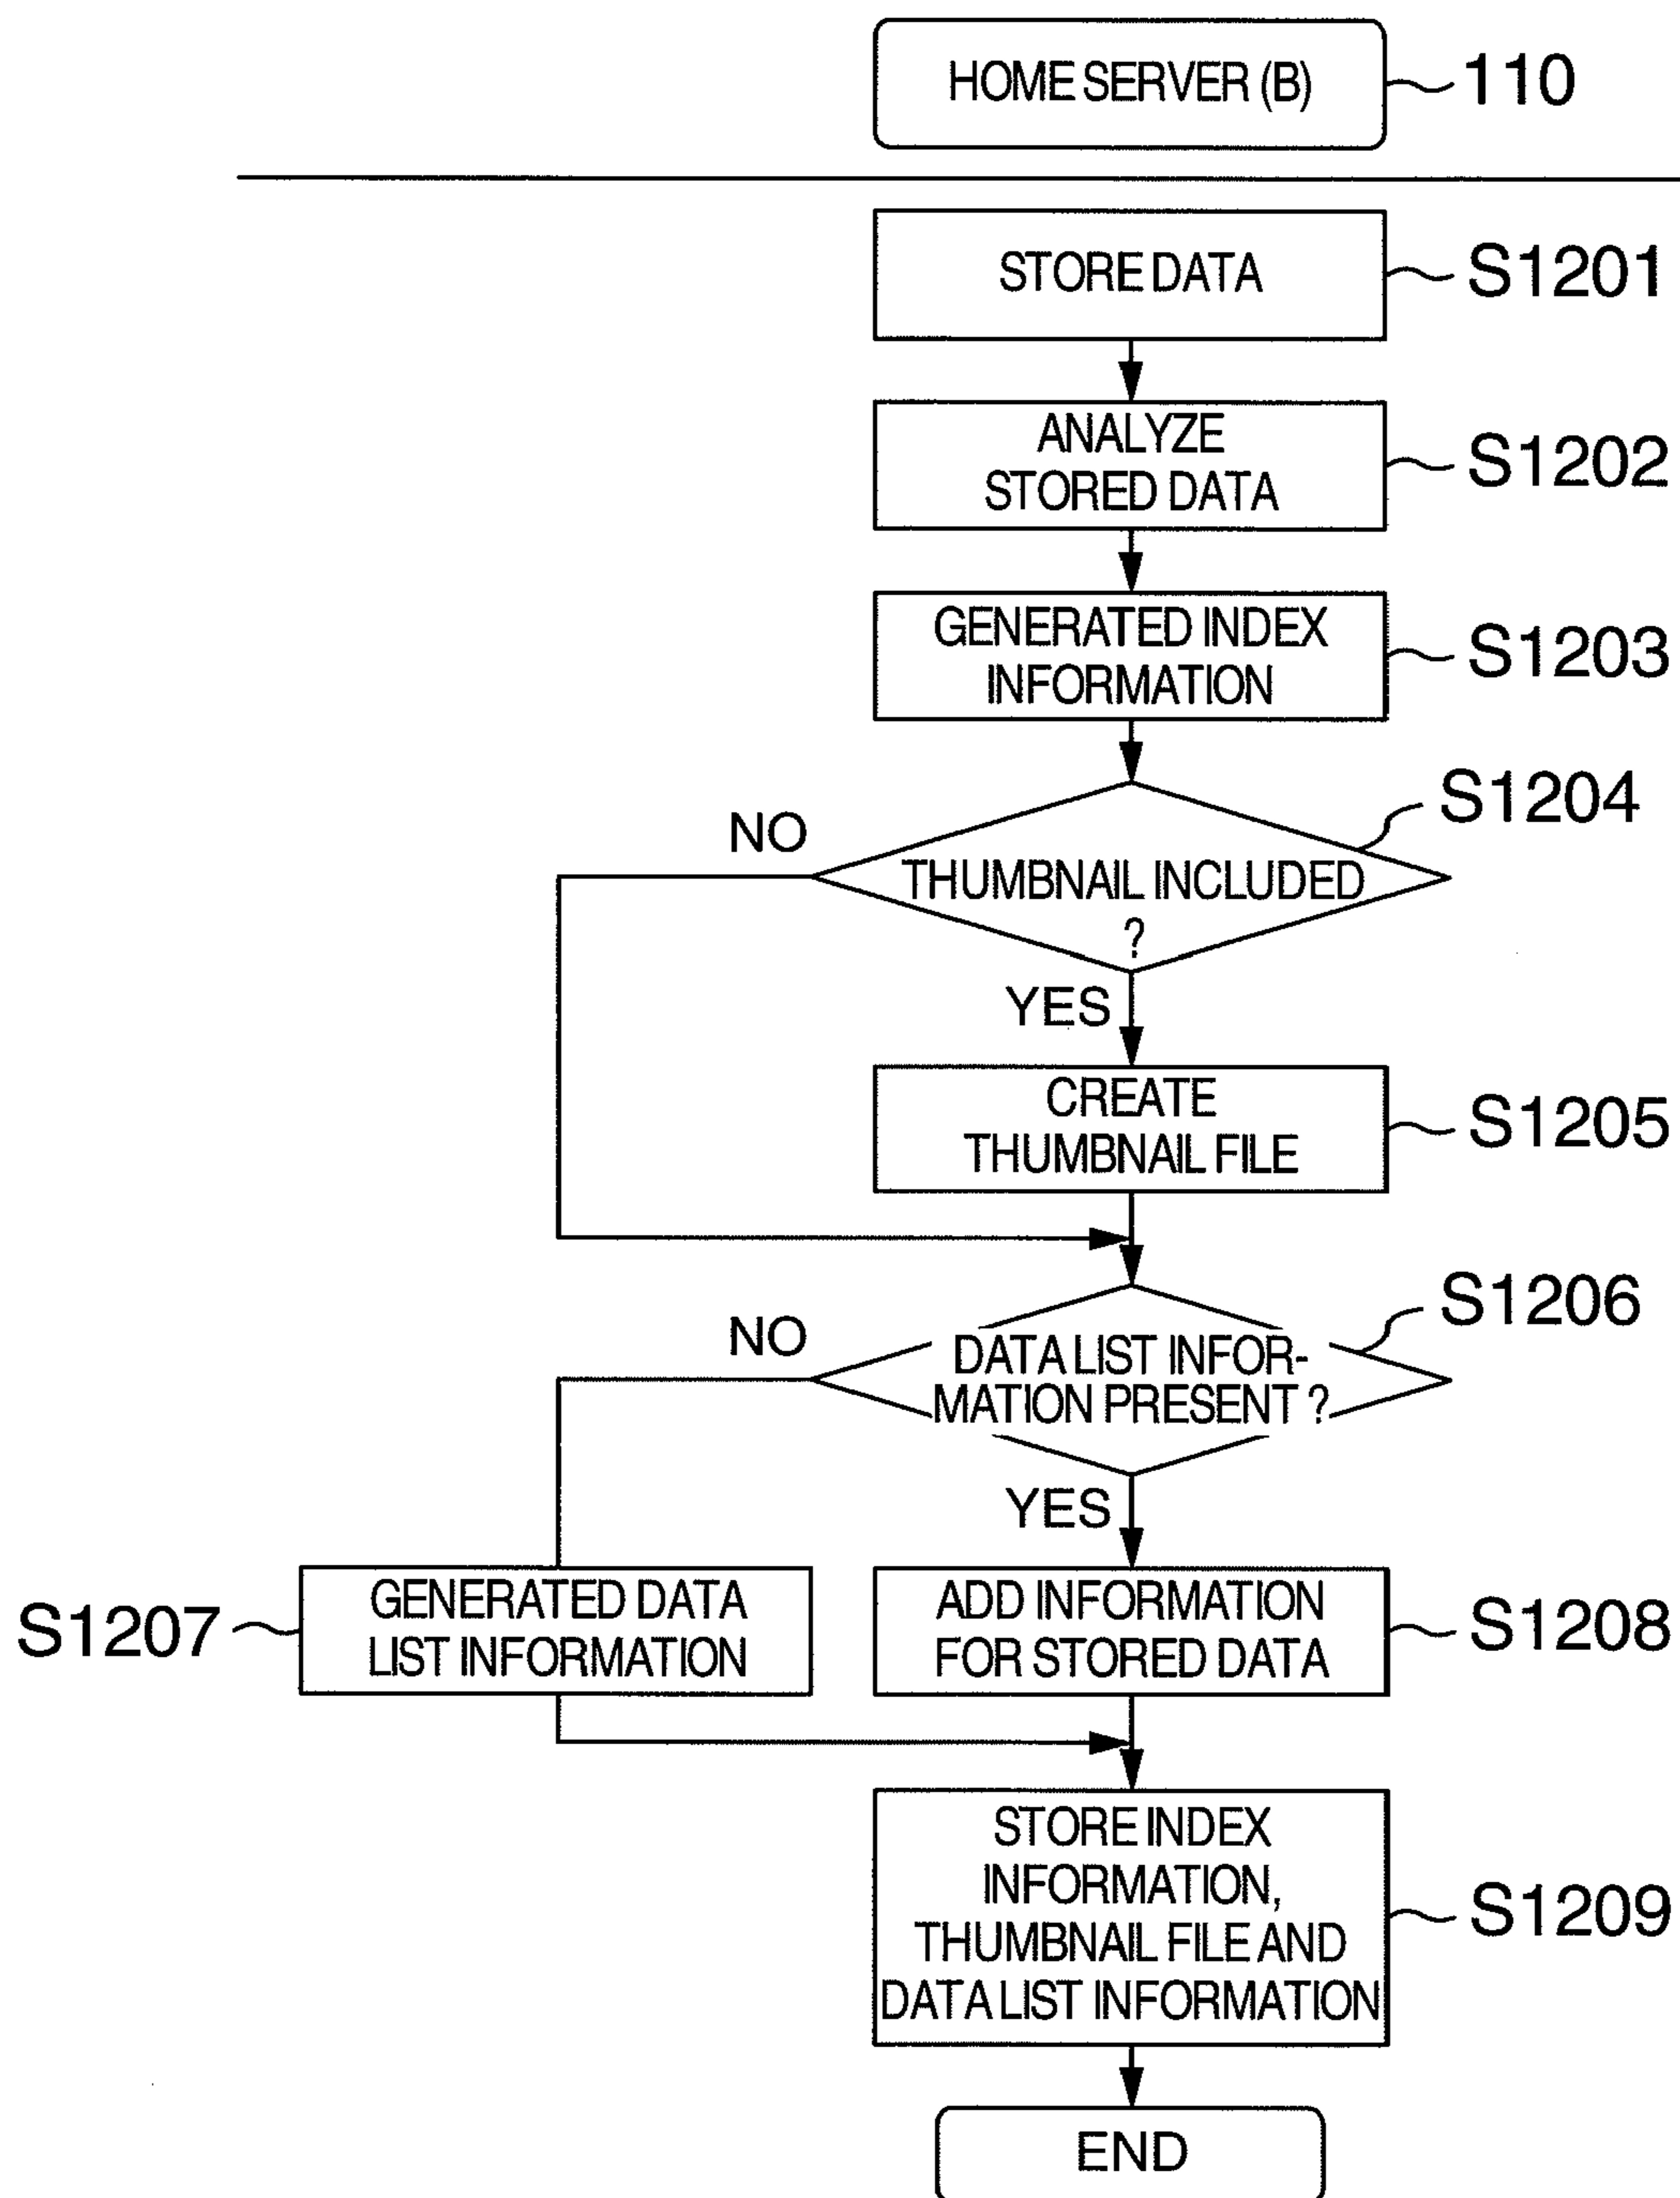 HOME SERVER (B)
110
STORE DATA
S1201
ANALYZE
STORED DATA
S1202
GENERATED INDEX
INFORMATION
S1203
S1204
NO
THUMBNAIL INCLUDED
?
YES
CREATE
THUMBNAIL FILE
S1205
S1206
NO
DATA LIST INFOR-
MATION PRESENT ?
YES
S1207
GENERATED DATA
LIST INFORMATION
ADD INFORMATION
FOR STORED DATA
S1208
STORE INDEX
INFORMATION,
THUMBNAIL FILE AND
DATA LIST INFORMATION
S1209
END